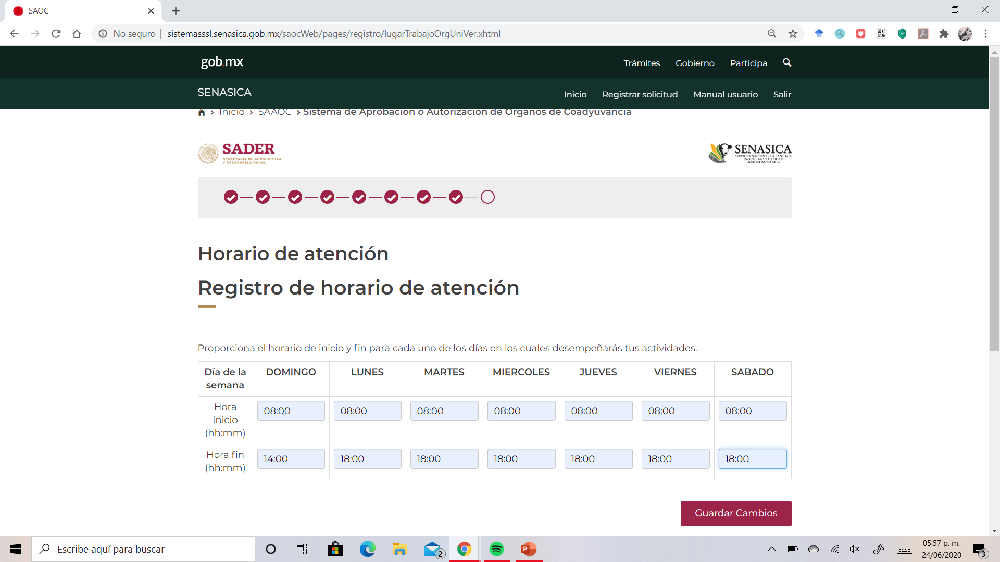 SAOC
No seguro
sistemasssl.senasica.gob.mx/saocWeb/pages/registro/lugarTrabajoOrgUniVer.xhtml
gob.mx
Trámites Gobierno Participa
SENASICA
Inicio Registrar solicitud Manual usuario Salir
Inicio SAAOC Sistema de Aprobación o Autorización de Organos de Coadyuvancia
SADER
SECRETARÍA DE AGRICULTURA
Y DESARROLLO RURAL
SENASICA
SERVICIO NACIONAL DE SANIDAD,
INOCUIDAD Y CALIDAD
AGROALIMENTARIA
Horario de atención
Registro de horario de atención
Proporciona el horario de inicio y fin para cada uno de los días en los cuales desempeñarás tus actividades.
Día de la semana DOMINGO LUNES MARTES MIERCOLES JUEVES VIERNES SABADO
Hora inicio (hh:mm) 08:00 08:00 08:00 08:00 08:00 08:00 08:00
Hora fin (hh:mm) 14:00 18:00 18:00 18:00 18:00 18:00 18:00
Guardar Cambios
Escribe aquí para buscar
2
05:57 p. m.
24/06/2020
3